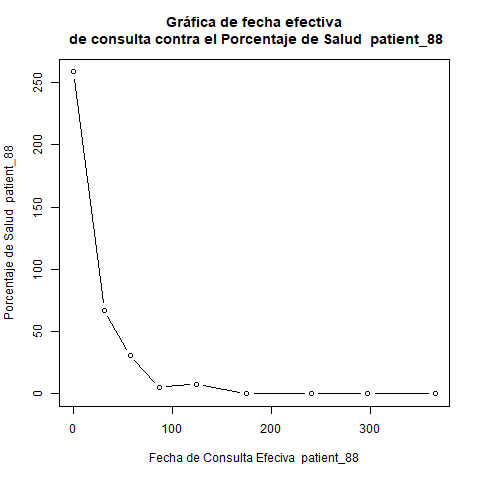 Gráfica de fecha efectiva
de consulta contra el Porcentaje de Salud patient_88
Porcentaje de Salud patient_88
250
200
150
100
50
0
0
100
200
300
Fecha de Consulta Efeciva patient_88